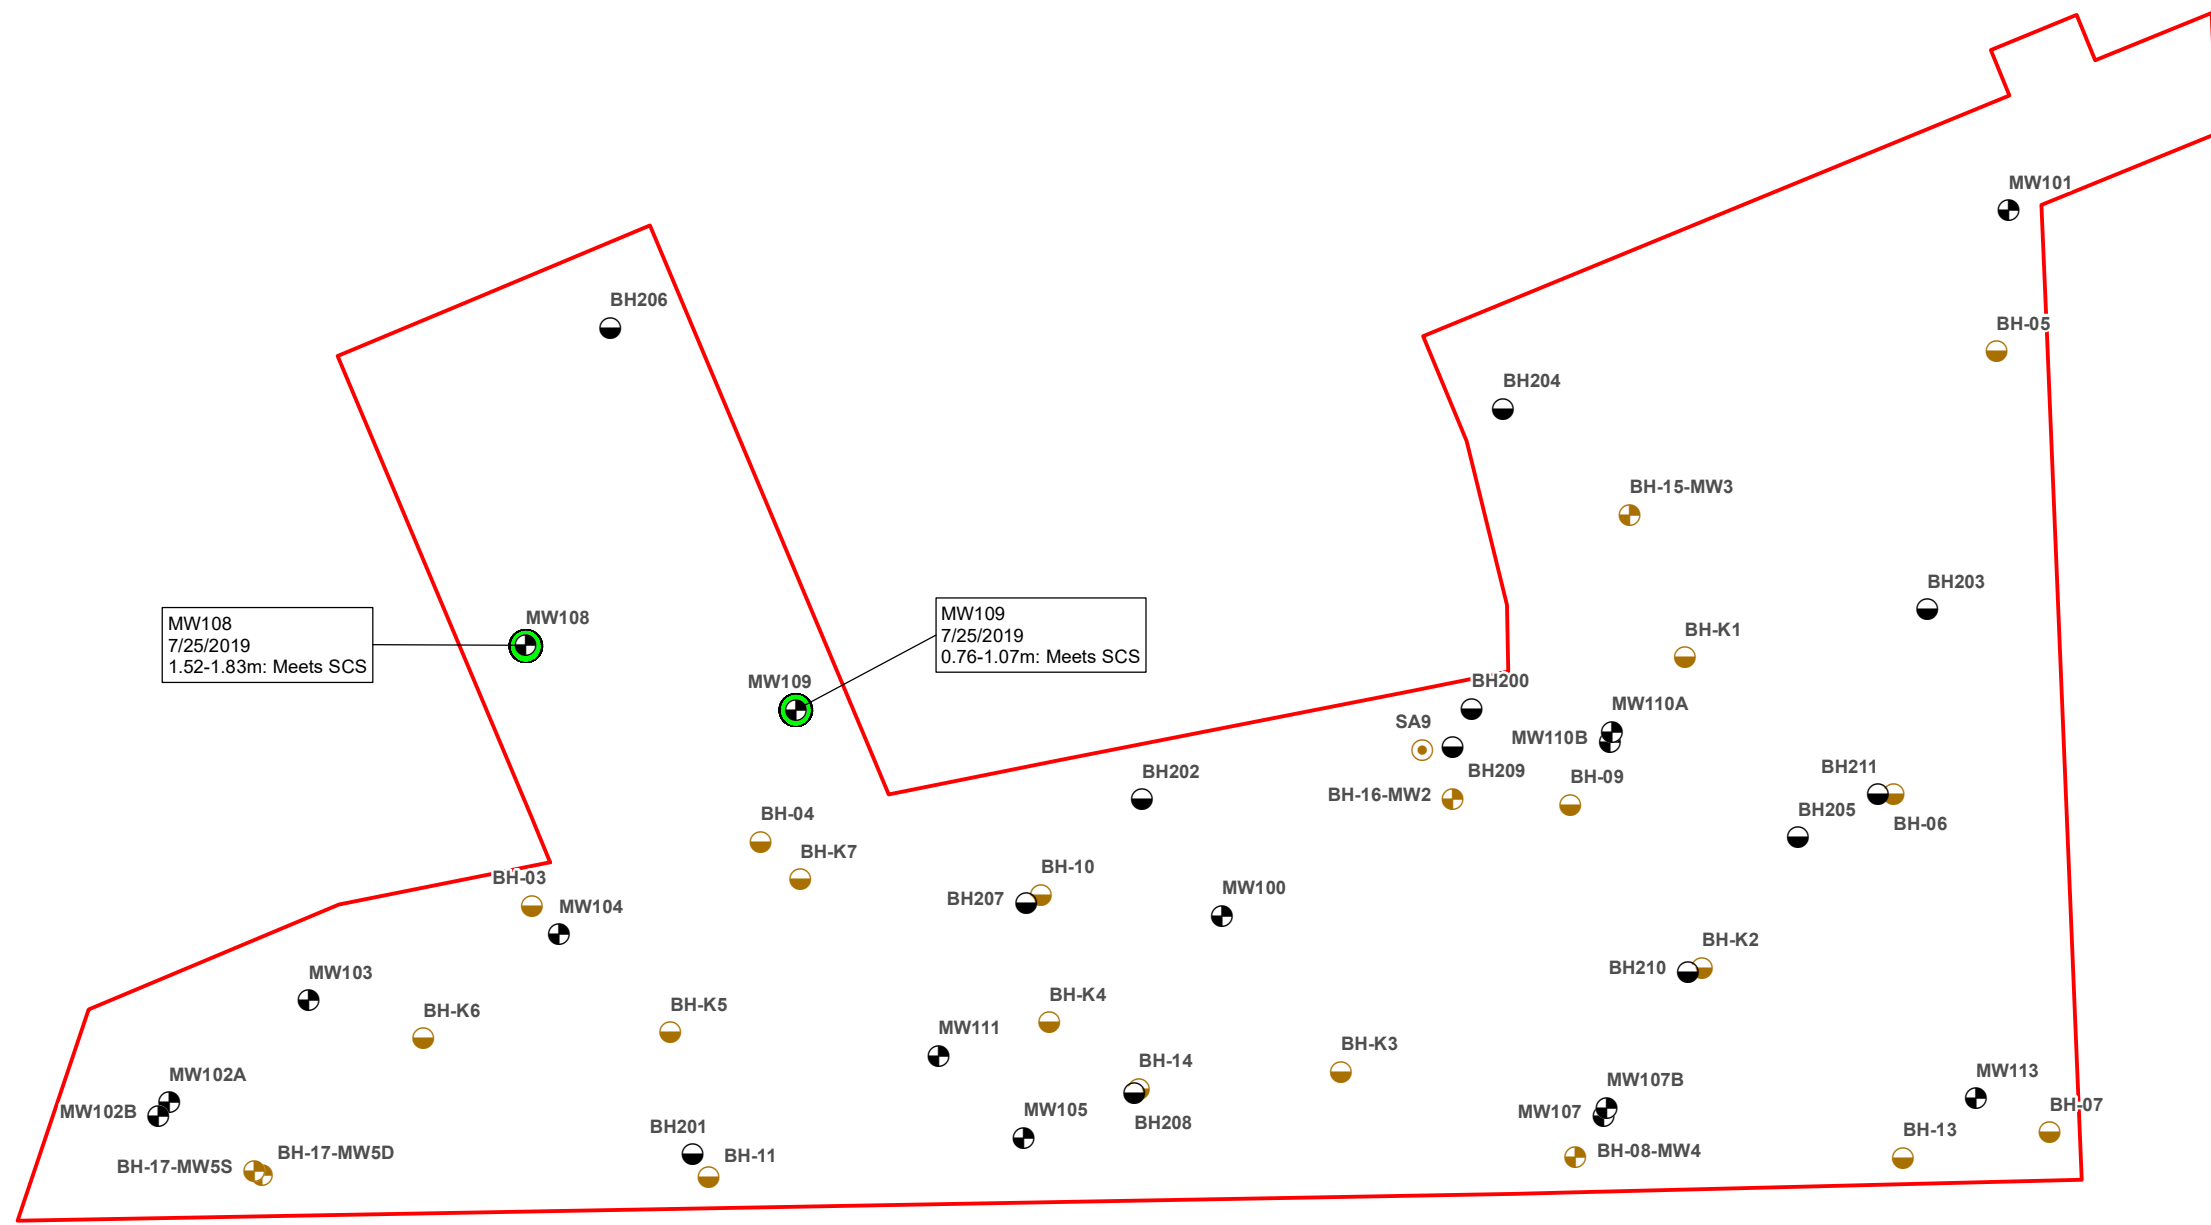 MW101
BH206
BH-05
BH204
BH-15-MW3
BH203
MW108
7/25/2019
1.52-1.83m: Meets SCS
MW108
MW109
7/25/2019
0.76-1.07m: Meets SCS
MW109
BH-K1
BH200
MW110A
SA9
MW110B
BH209
BH202
BH-09
BH211
BH-16-MW2
BH205
BH-06
BH-04
BH-K7
BH-10
BH-03
BH207
MW100
MW104
BH-K2
BH210
MW103
BH-K6
BH-K5
BH-K4
MW111
BH-K3
BH-14
MW102A
MW102B
MW107B
MW107
MW113
BH-07
BH201
MW105
BH208
BH-13
BH-17-MW5D
BH-17-MW5S
BH-11
BH-08-MW4